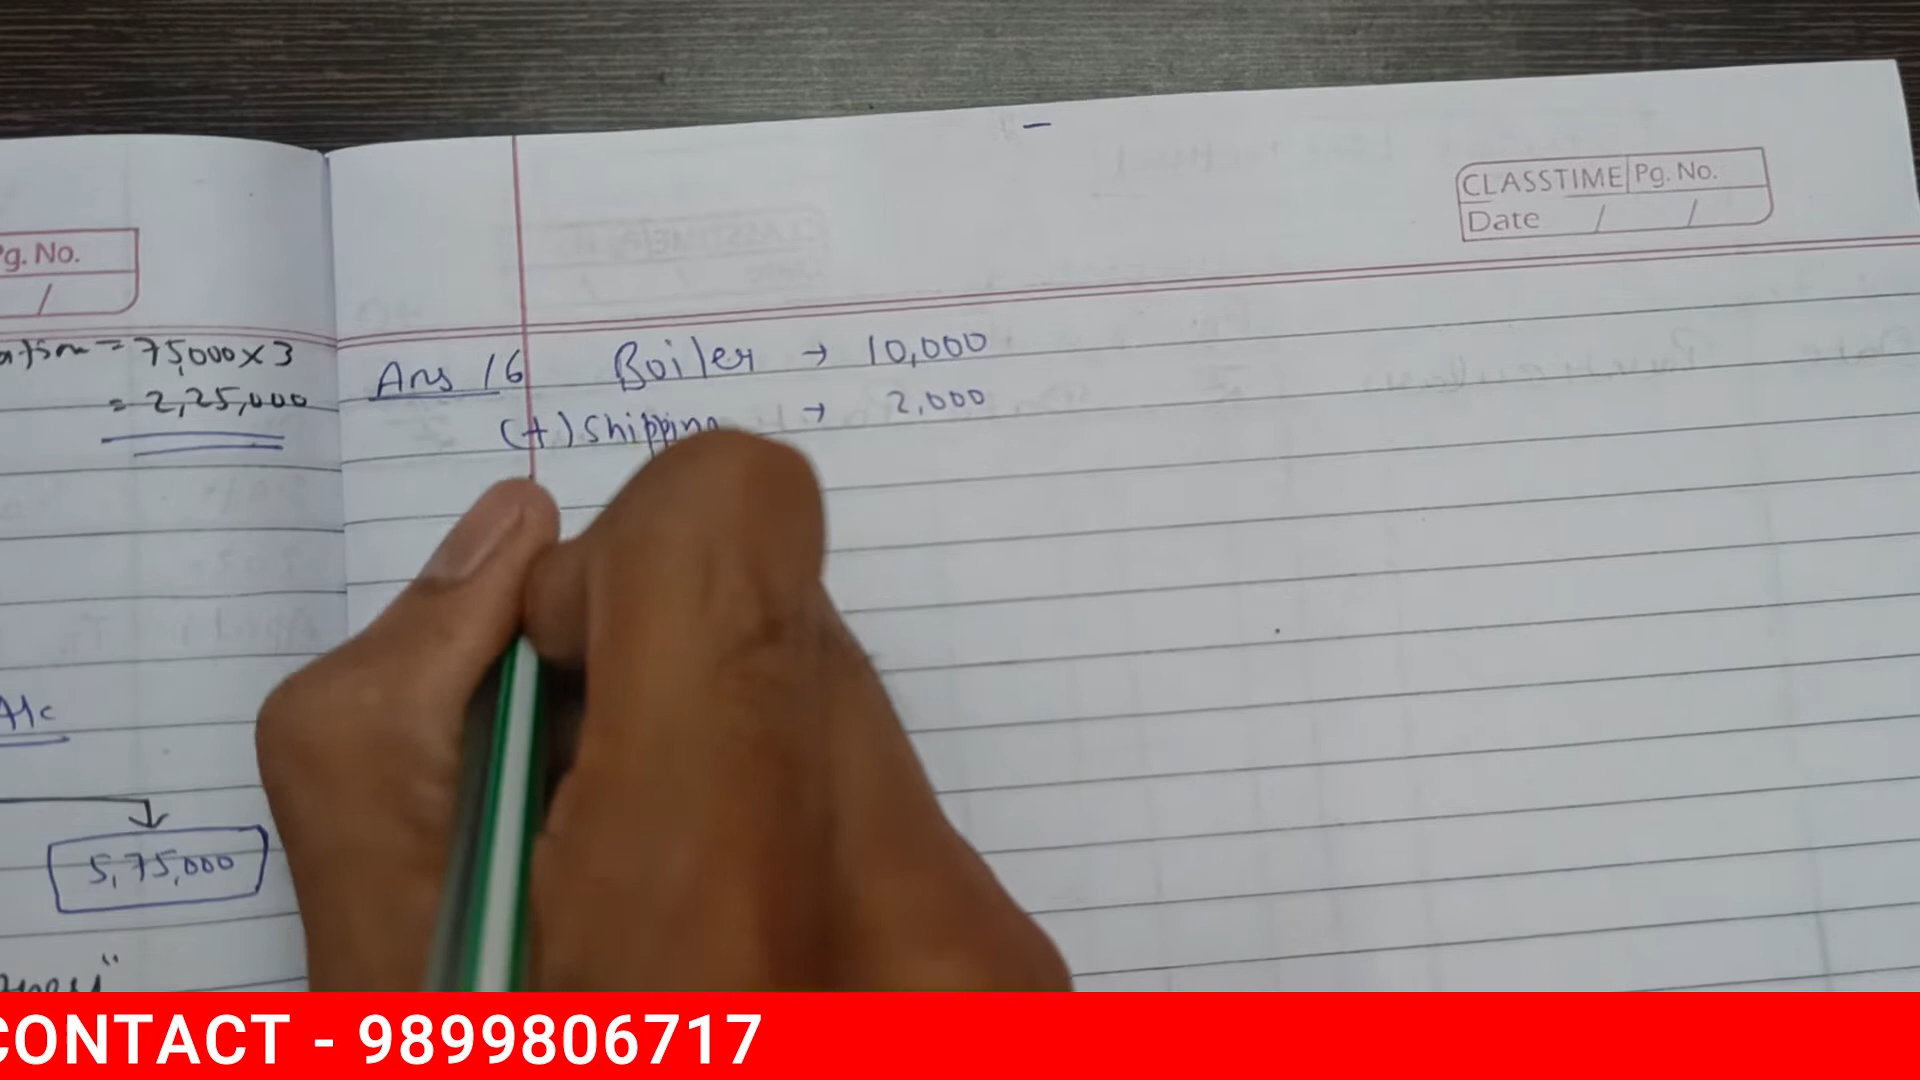 CLASSTIME Pg. No.
Date / /
Pg. No.
/
= 75,000 x 3
= 2,25,000
A/c
5,75,000
Ans 16 Boiler → 10,000
(+) Shipping → 2,000
CONTACT - 9899806717